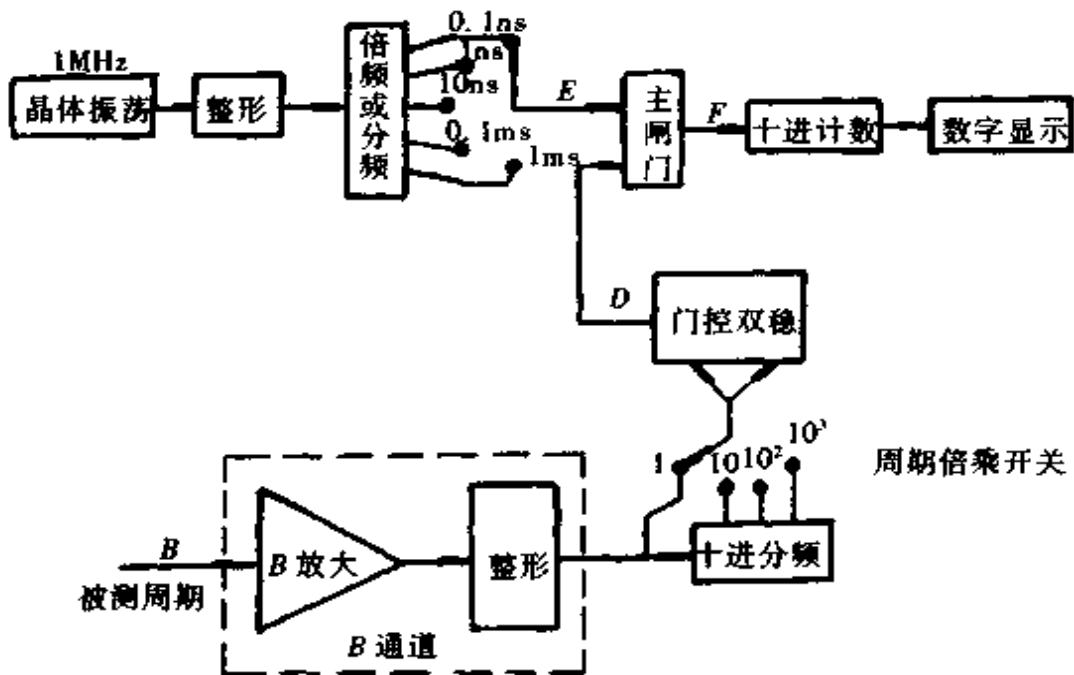 1MHz
晶体振荡
整形
倍频或分频
0.1ns
1ns
10ns
0.1ms
1ms
E
主闸门
F
十进计数
数字显示
D
门控双稳
1
10
10²
10³
周期倍乘开关
B
被测周期
B放大
整形
十进分频
B通道